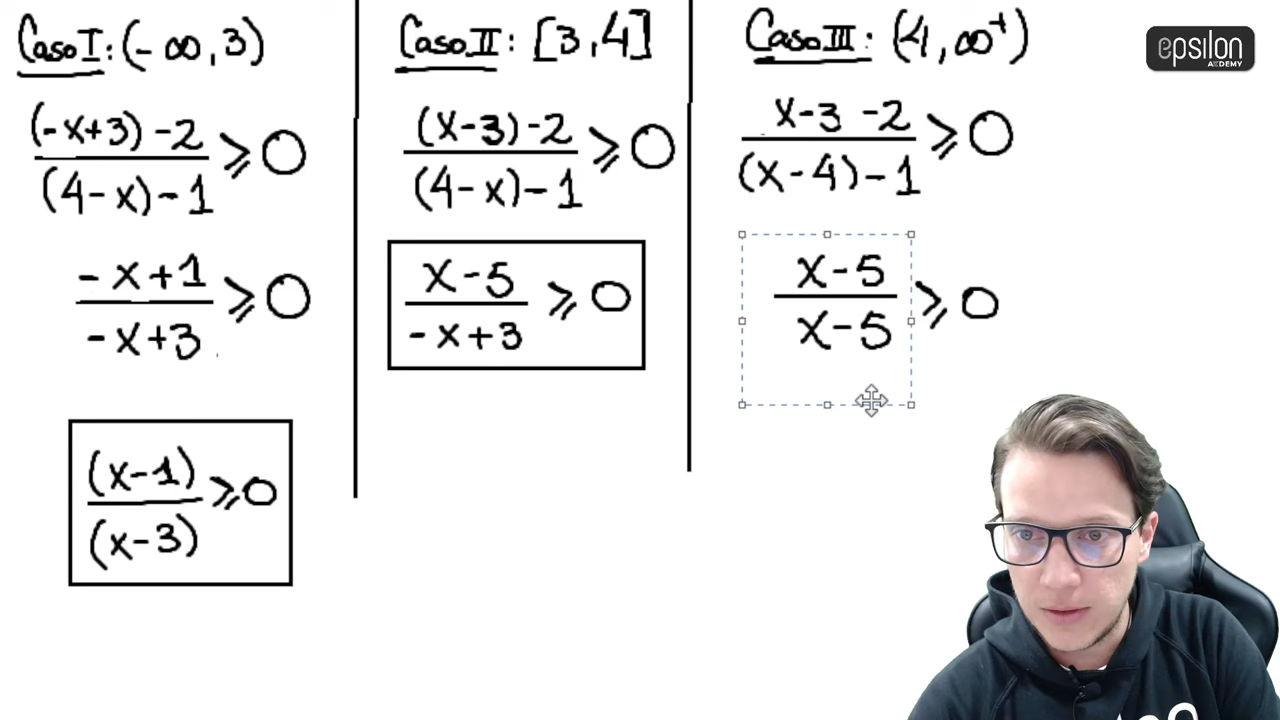 Caso I: (-∞, 3)
(-x+3) -2 / (4-x) -1 ⩾ 0
-x+1 / -x+3 ⩾ 0
(x-1) / (x-3) ⩾ 0
Caso II: [3, 4]
(x-3) -2 / (4-x) -1 ⩾ 0
x-5 / -x+3 ⩾ 0
Caso III: (4, ∞⁺)
x-3 -2 / (x-4) -1 ⩾ 0
x-5 / x-5 ⩾ 0
epsilon
AXDEMY